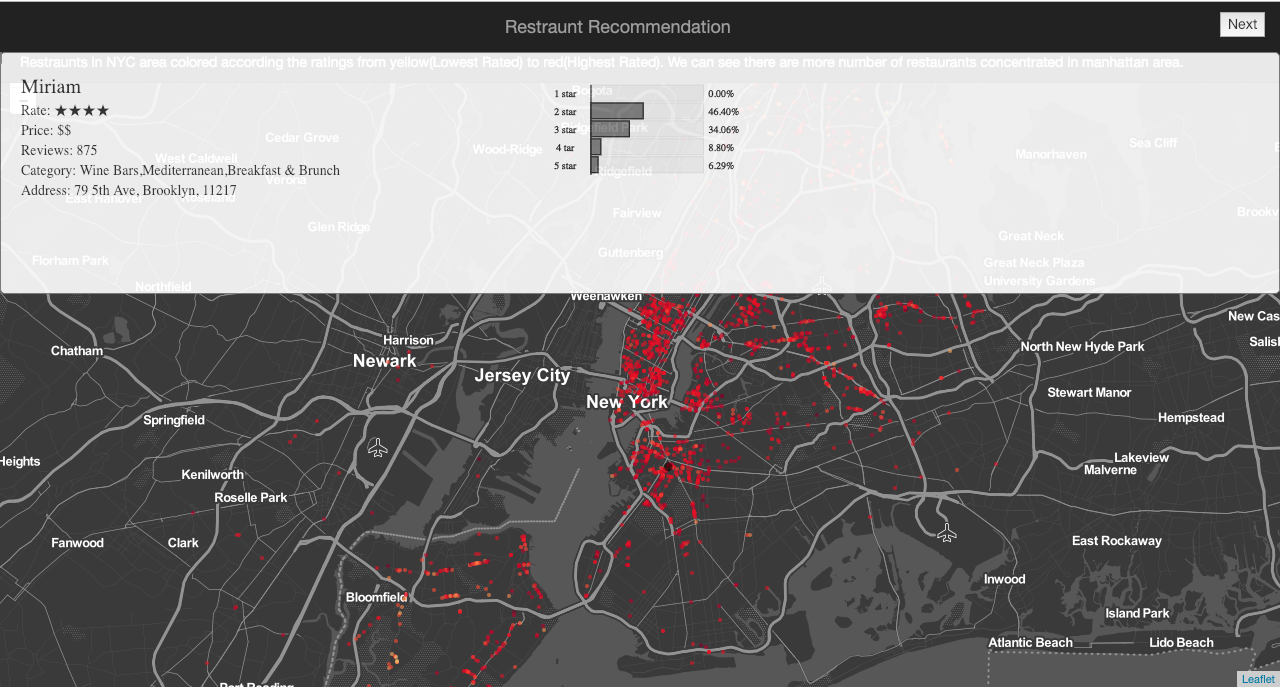 Restraunt Recommendation
Next
Restraunts in NYC area colored according the ratings from yellow(Lowest Rated) to red(Highest Rated). We can see there are more number of restaurants concentrated in manhattan area.
Miriam
Rate: ★★★★
Price: $$
Reviews: 875
Category: Wine Bars,Mediterranean,Breakfast & Brunch
Address: 79 5th Ave, Brooklyn, 11217
1 star 0.00%
2 star 46.40%
3 star 34.06%
4 tar 8.80%
5 star 6.29%
Bogota
Ridgefield Park
Cedar Grove
Wood-Ridge
Sea Cliff
Manorhaven
West Caldwell
Ridgefield
Verona
East Hanover
Roseland
Fairview
Brookv
Glen Ridge
Great Neck
Guttenberg
Florham Park
Great Neck Plaza
University Gardens
Northfield
Weehawken
New Cas
Harrison
Salis
North New Hyde Park
Chatham
Newark
Jersey City
Stewart Manor
New York
Springfield
Hempstead
Heights
Lakeview
Malverne
Kenilworth
Roselle Park
Fanwood
Clark
East Rockaway
Inwood
Bloomfield
Island Park
Atlantic Beach
Lido Beach
Port Reading
Leaflet